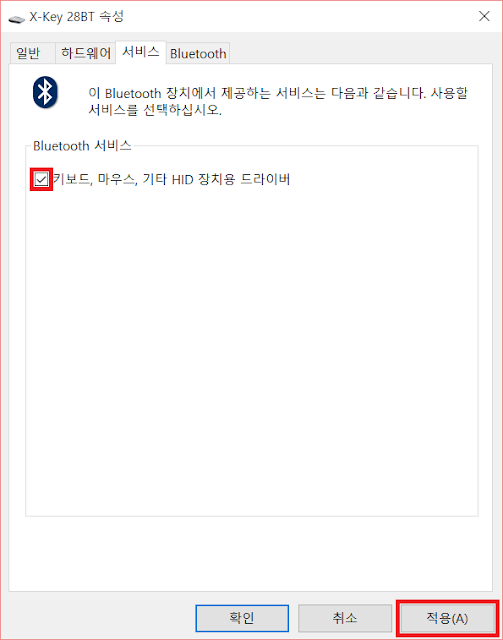 X-Key 28BT 속성
일반 하드웨어 서비스 Bluetooth
이 Bluetooth 장치에서 제공하는 서비스는 다음과 같습니다. 사용할
서비스를 선택하십시오.
Bluetooth 서비스
키보드, 마우스, 기타 HID 장치용 드라이버
확인 취소 적용(A)